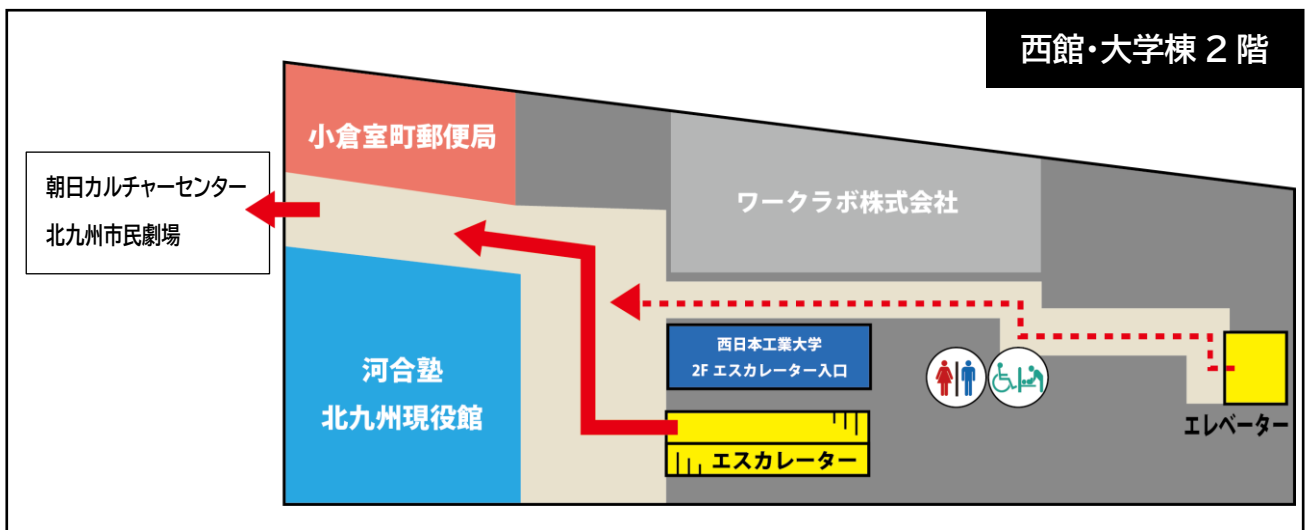 西館・大学棟 2 階
小倉室町郵便局
朝日カルチャーセンター
北九州市民劇場
ワークラボ株式会社
西日本工業大学
2F エスカレーター入口
河合塾
北九州現役館
エスカレーター
エレベーター